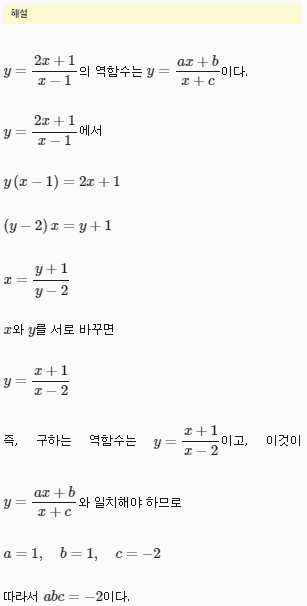 해설
y = \frac{2x+1}{x-1}의 역함수는 y = \frac{ax+b}{x+c}이다.
y = \frac{2x+1}{x-1}에서
y(x-1) = 2x+1
(y-2)x = y+1
x = \frac{y+1}{y-2}
x와 y를 서로 바꾸면
y = \frac{x+1}{x-2}
즉, 구하는 역함수는 y = \frac{x+1}{x-2}이고, 이것이
y = \frac{ax+b}{x+c}와 일치해야 하므로
a = 1, b = 1, c = -2
따라서 abc = -2이다.